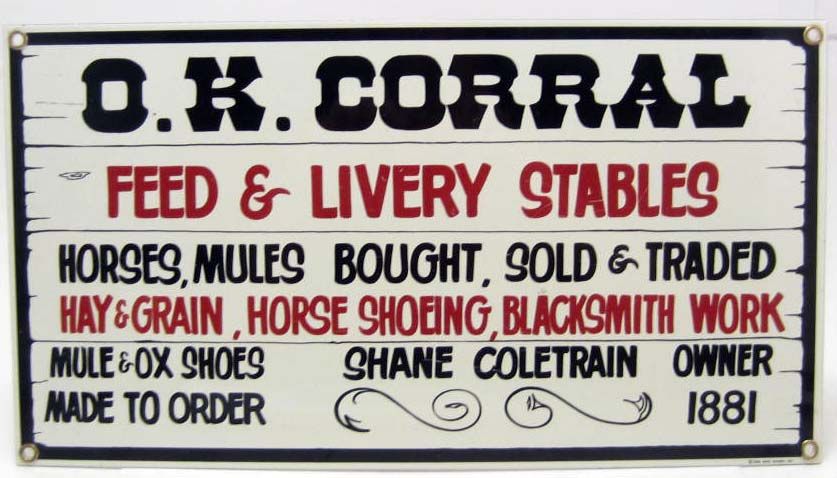 O.K. CORRAL
FEED & LIVERY STABLES
HORSES, MULES BOUGHT, SOLD & TRADED
HAY & GRAIN, HORSE SHOEING, BLACKSMITH WORK
MULE & OX SHOES SHANE COLETRAIN OWNER
MADE TO ORDER 1881